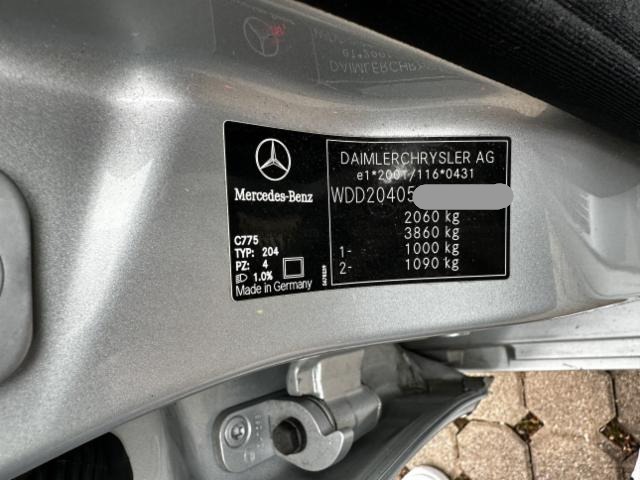 Mercedes-Benz
C775
TYP: 204
PZ: 4
1.0%
Made in Germany
DAIMLERCHRYSLER AG
e1*2001/116*0431
WDD20405
2060 kg
3860 kg
1- 1000 kg
2- 1090 kg